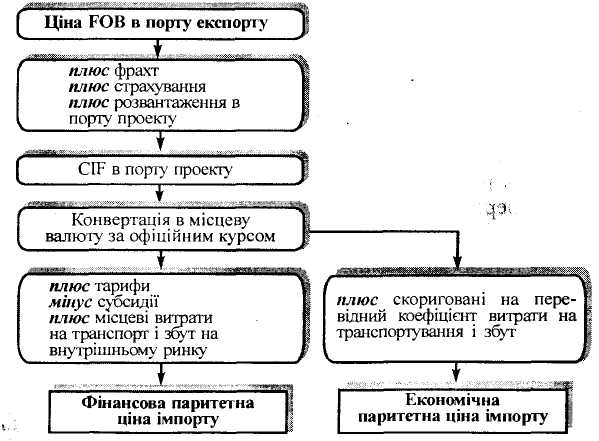 Ціна FOB в порту експорту
плюс фрахт
плюс страхування
плюс розвантаження в
порту проекту
CIF в порту проекту
Конвертація в місцеву
валюту за офіційним курсом
плюс тарифи
мінус субсидії
плюс місцеві витрати
на транспорт і збут на
внутрішньому ринку
плюс скориговані на пере-
відний коефіцієнт витрати на
транспортування і збут
Фінансова паритетна
ціна імпорту
Економічна
паритетна ціна імпорту